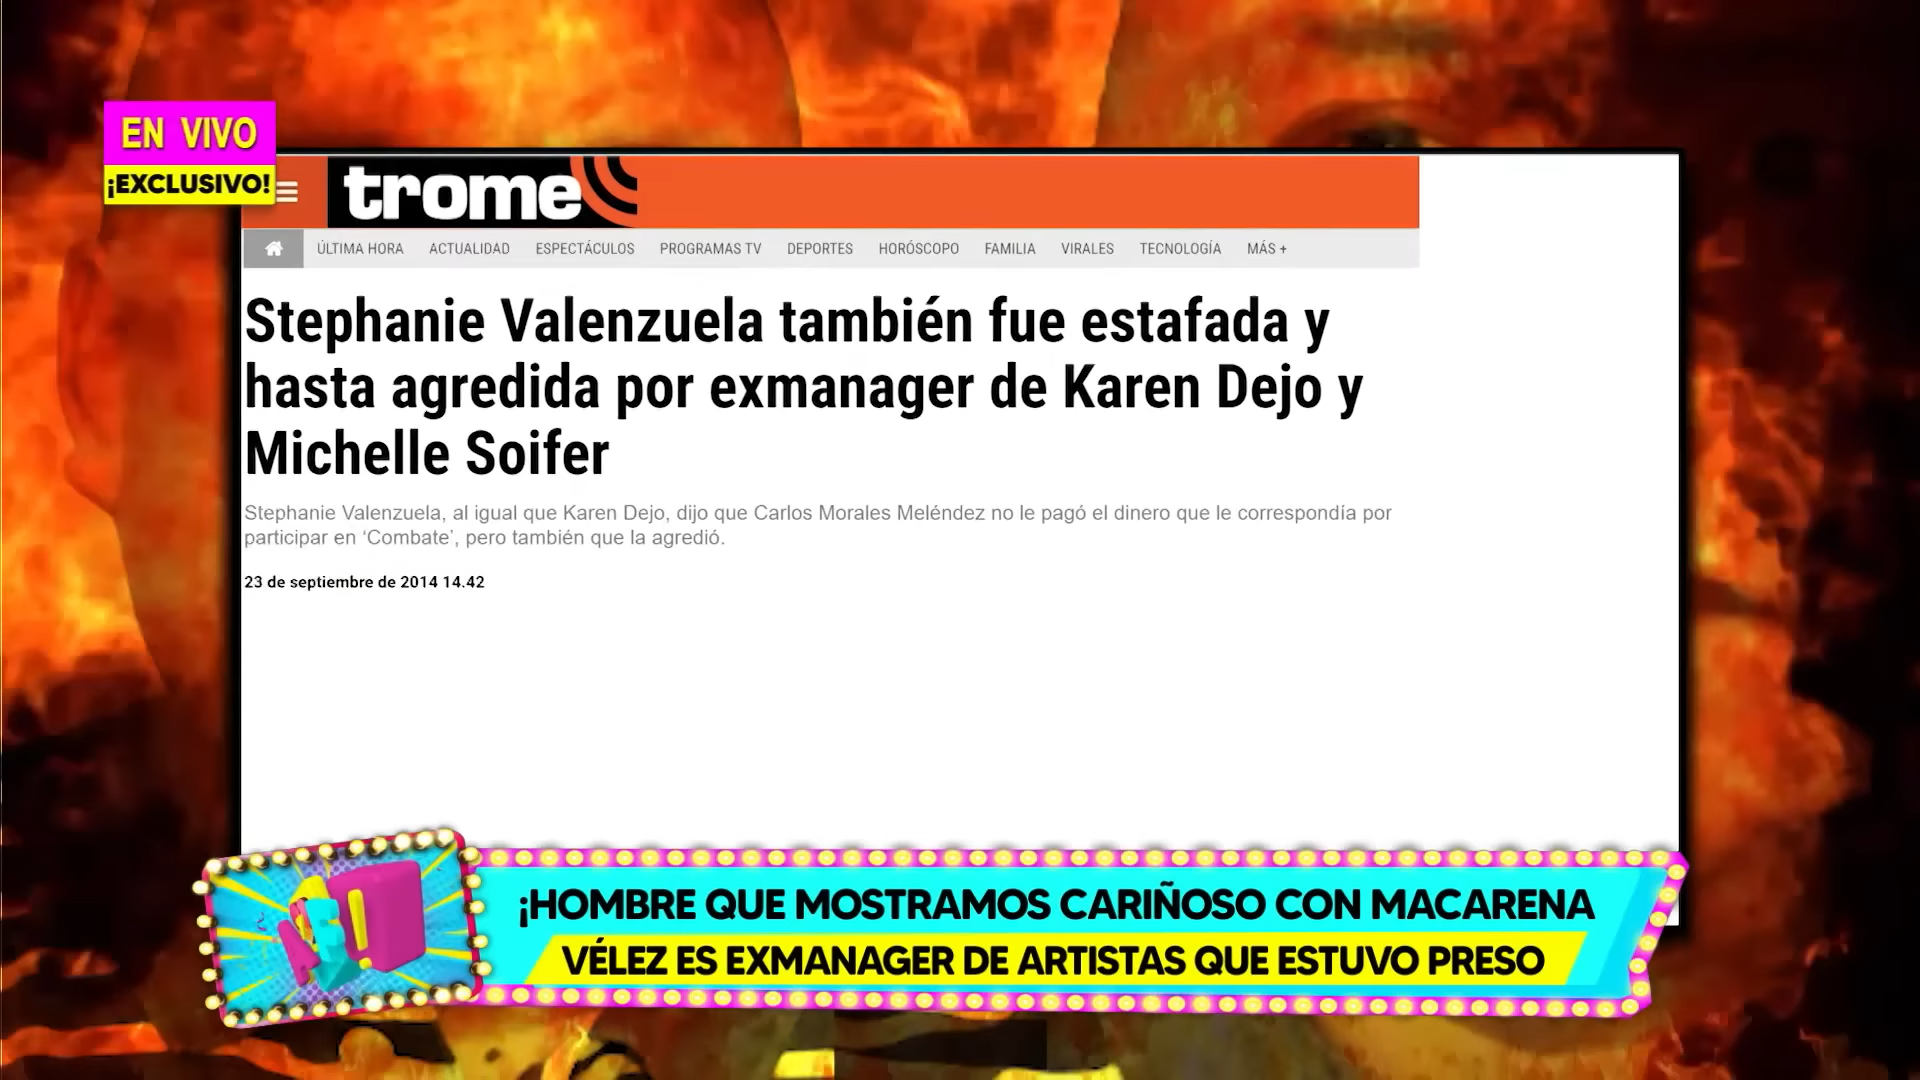 EN VIVO
¡EXCLUSIVO!
trome
ÚLTIMA HORA ACTUALIDAD ESPECTÁCULOS PROGRAMAS TV DEPORTES HORÓSCOPO FAMILIA VIRALES TECNOLOGÍA MÁS +
Stephanie Valenzuela también fue estafada y
hasta agredida por exmanager de Karen Dejo y
Michelle Soifer
Stephanie Valenzuela, al igual que Karen Dejo, dijo que Carlos Morales Meléndez no le pagó el dinero que le correspondía por
participar en ‘Combate’, pero también que la agredió.
23 de septiembre de 2014 14.42
¡HOMBRE QUE MOSTRAMOS CARIÑOSO CON MACARENA
VÉLEZ ES EXMANAGER DE ARTISTAS QUE ESTUVO PRESO